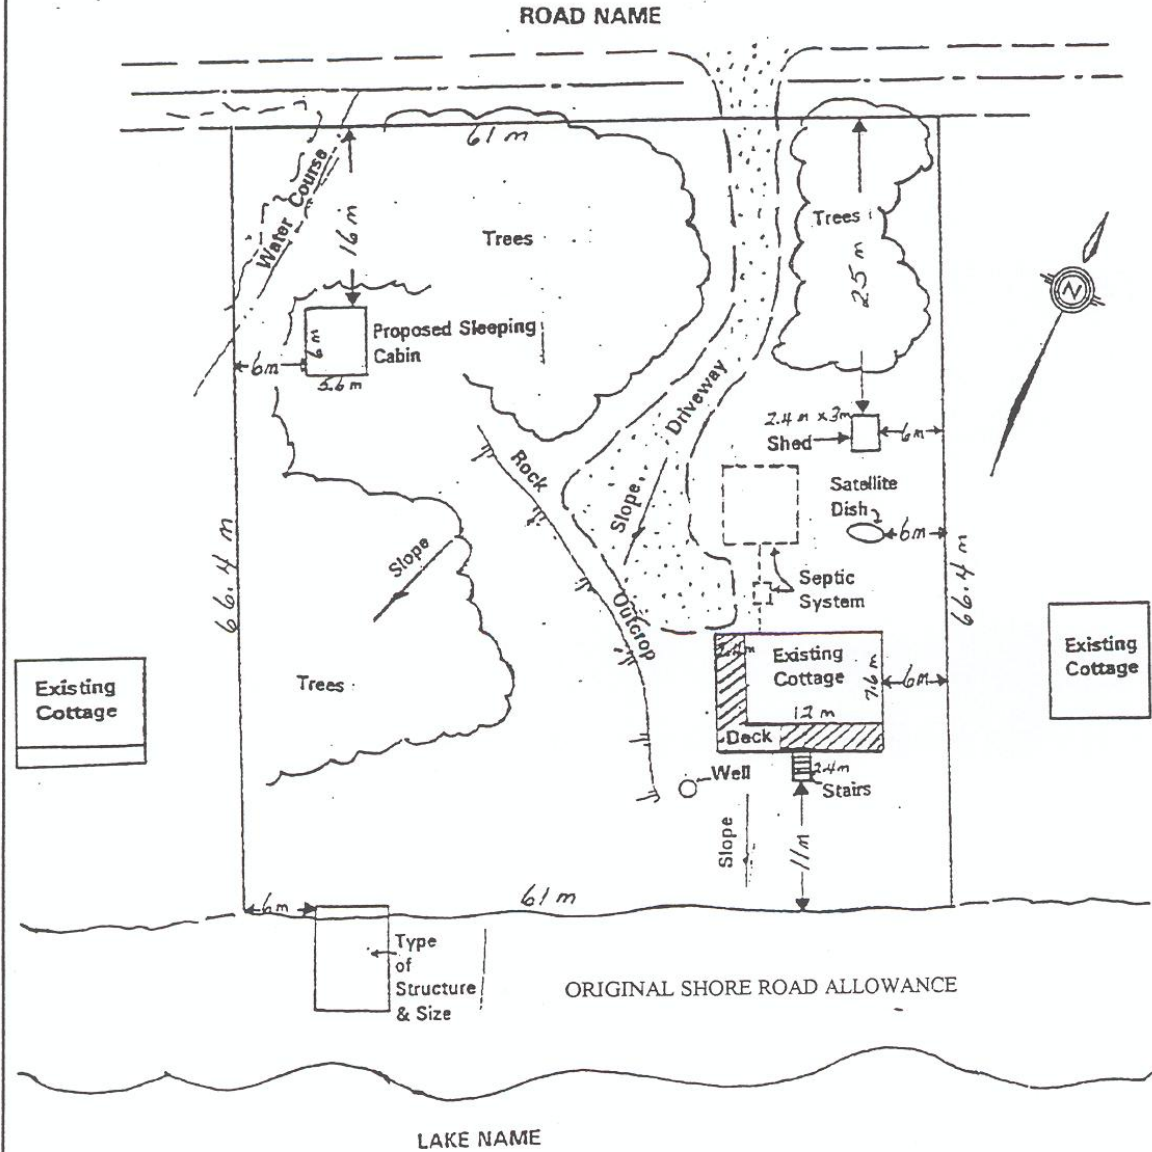 ROAD NAME
61 m
Water Course
16 m
Trees
Trees
25 m
N
Proposed Sleeping
Cabin
6 m
6m
5.6 m
Driveway
2.4 m x 3m
Shed
6m
Rock
Outcrop
Slope
Satellite
Dish
6m
Slope
66.4 m
66.4 m
Septic
System
Existing
Cottage
Existing
Cottage
7.6 m
6m
12 m
Deck
Existing
Cottage
Trees
Well
2.4m
Stairs
Slope
11m
6m
61 m
Type
of
Structure
& Size
ORIGINAL SHORE ROAD ALLOWANCE
LAKE NAME